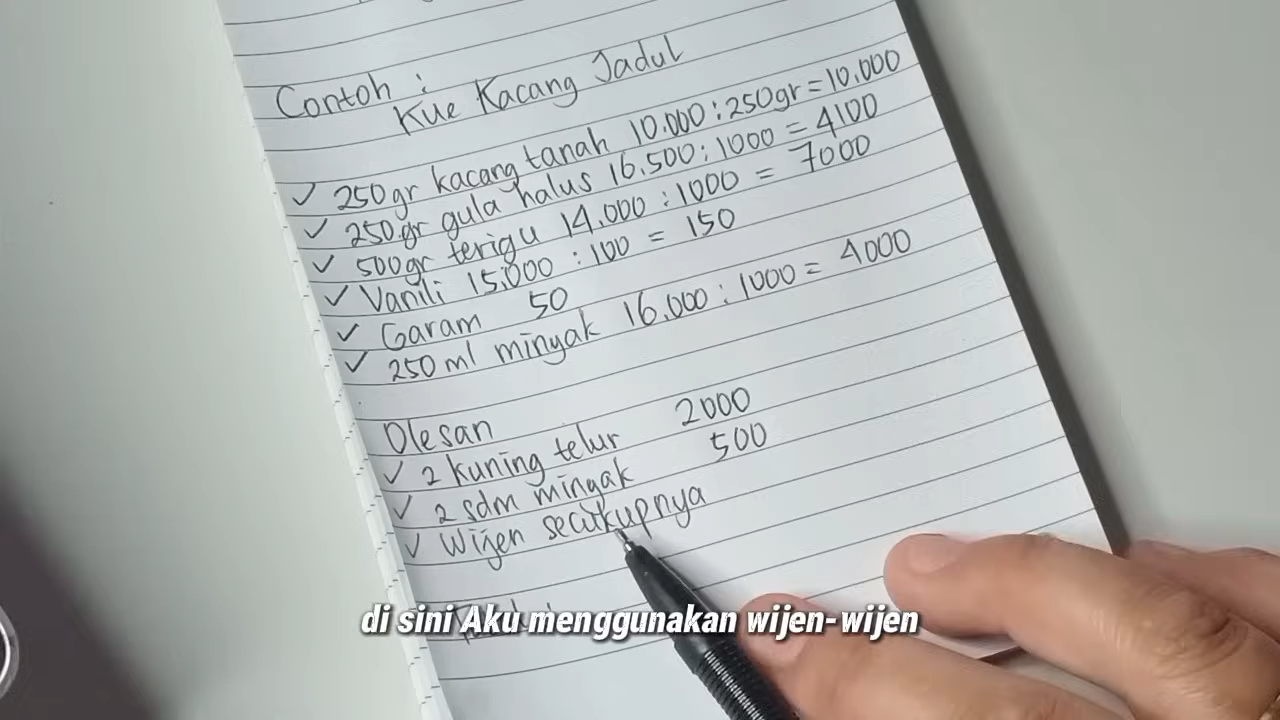 Contoh :
Kue Kacang Jadul
✓ 250gr kacang tanah 10.000 : 250gr = 10.000
✓ 250gr gula halus 16.500 : 1000 = 4100
✓ 500gr terigu 14.000 : 1000 = 7000
✓ Vanili 15.000 : 100 = 150
✓ Garam 50
✓ 250 ml minyak 16.000 : 1000 = 4000
Olesan
✓ 2 kuning telur 2000
✓ 2 sdm minyak 500
✓ Wijen secukupnya
di sini Aku menggunakan wijen-wijen